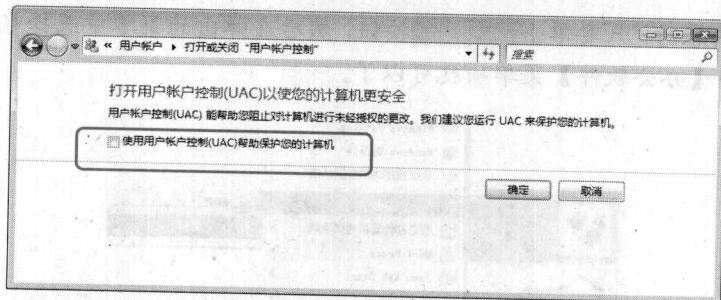 « 用户帐户 ▸ 打开或关闭“用户帐户控制”
搜索
打开用户帐户控制(UAC)以使您的计算机更安全
用户帐户控制(UAC) 能帮助您阻止对计算机进行未经授权的更改。我们建议您运行 UAC 来保护您的计算机。
使用用户帐户控制(UAC)帮助保护您的计算机
确定
取消